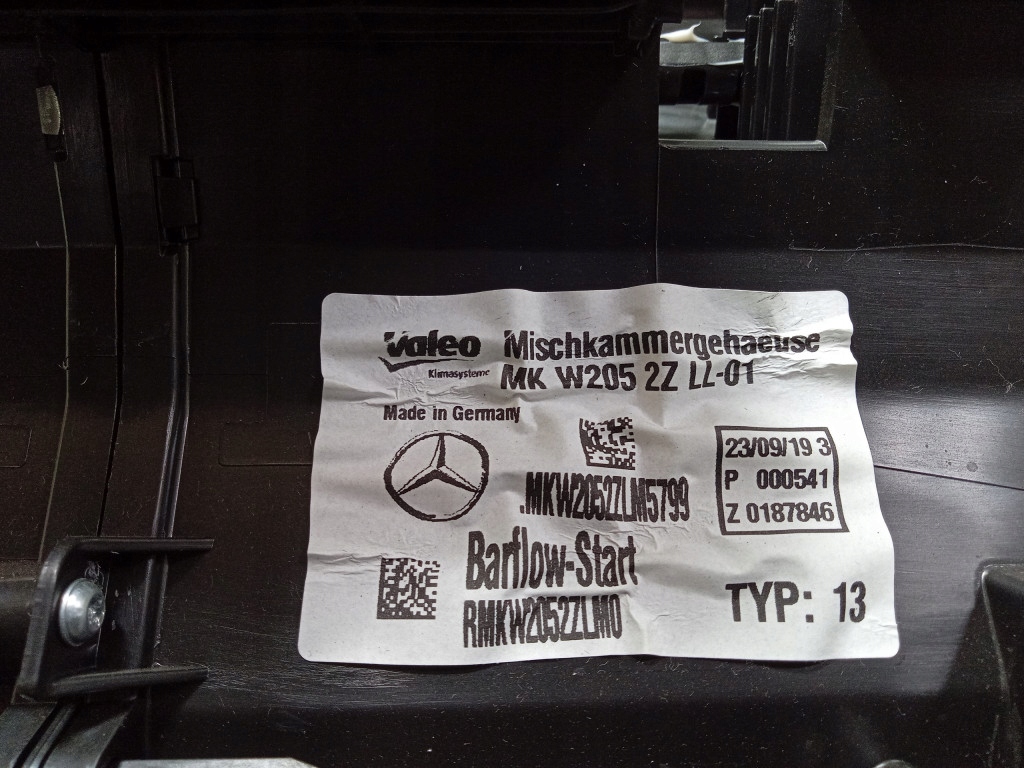 Valeo
Klimasysteme
Mischkammergehaeuse
MK W205 2Z LL-01
Made in Germany
23/09/19 3
P 000541
Z 0187846
.MKW2052ZLM5799
Barflow-Start
RMKW2052ZLM0
TYP: 13